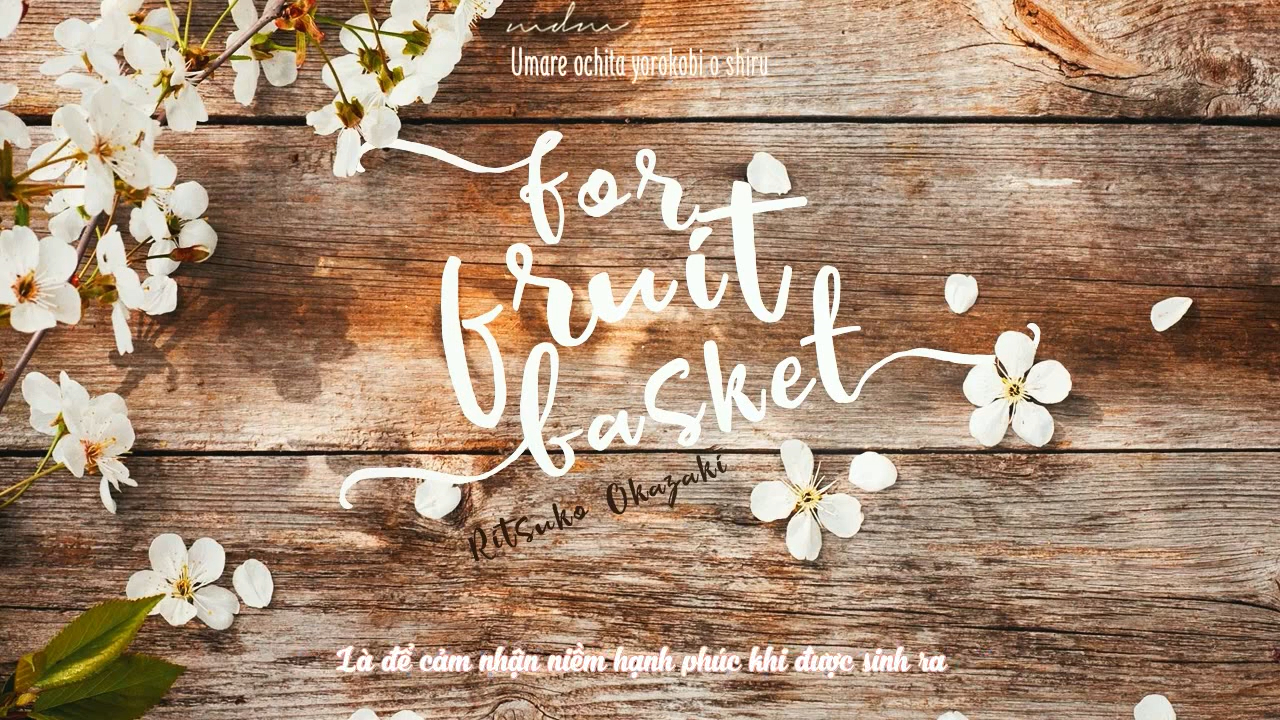 mdm
Umare ochita yorokobi o shiru
for
fruit
basket
Ritsuko Okazaki
Là để cảm nhận niềm hạnh phúc khi được sinh ra